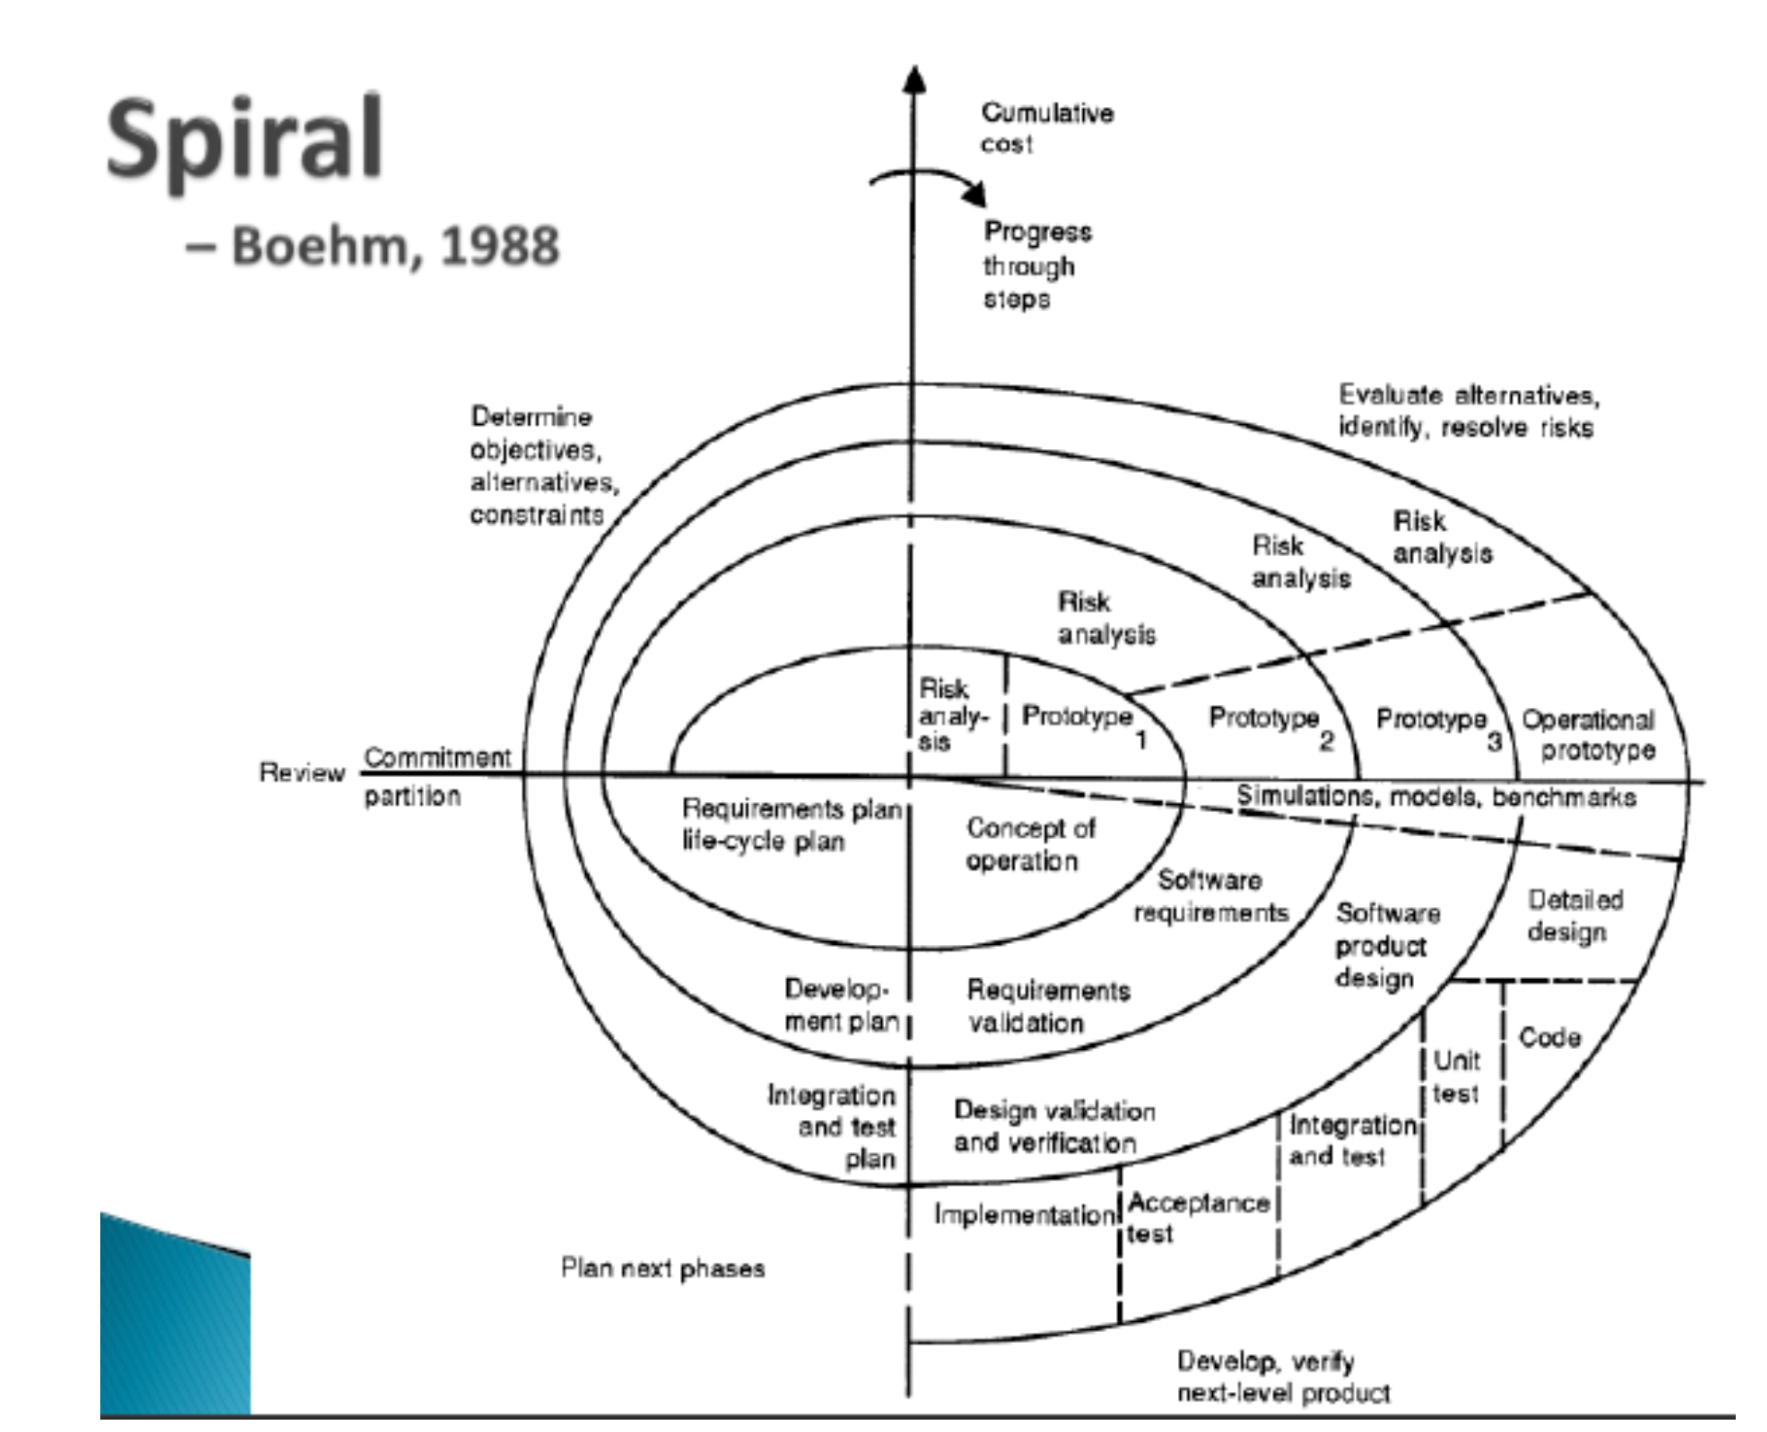 Spiral
– Boehm, 1988
Cumulative
cost
Progress
through
steps
Determine
objectives,
alternatives,
constraints
Evaluate alternatives,
identify, resolve risks
Risk
analysis
Risk
analysis
Risk
analysis
Risk
analy-
sis
Prototype
1
Prototype
2
Prototype
3
Operational
prototype
Review
Commitment
partition
Simulations, models, benchmarks
Requirements plan
life-cycle plan
Concept of
operation
Software
requirements
Software
product
design
Detailed
design
Develop-
ment plan
Requirements
validation
Code
Unit
test
Integration
and test
plan
Design validation
and verification
Integration
and test
Acceptance
test
Implementation
Plan next phases
Develop, verify
next-level product